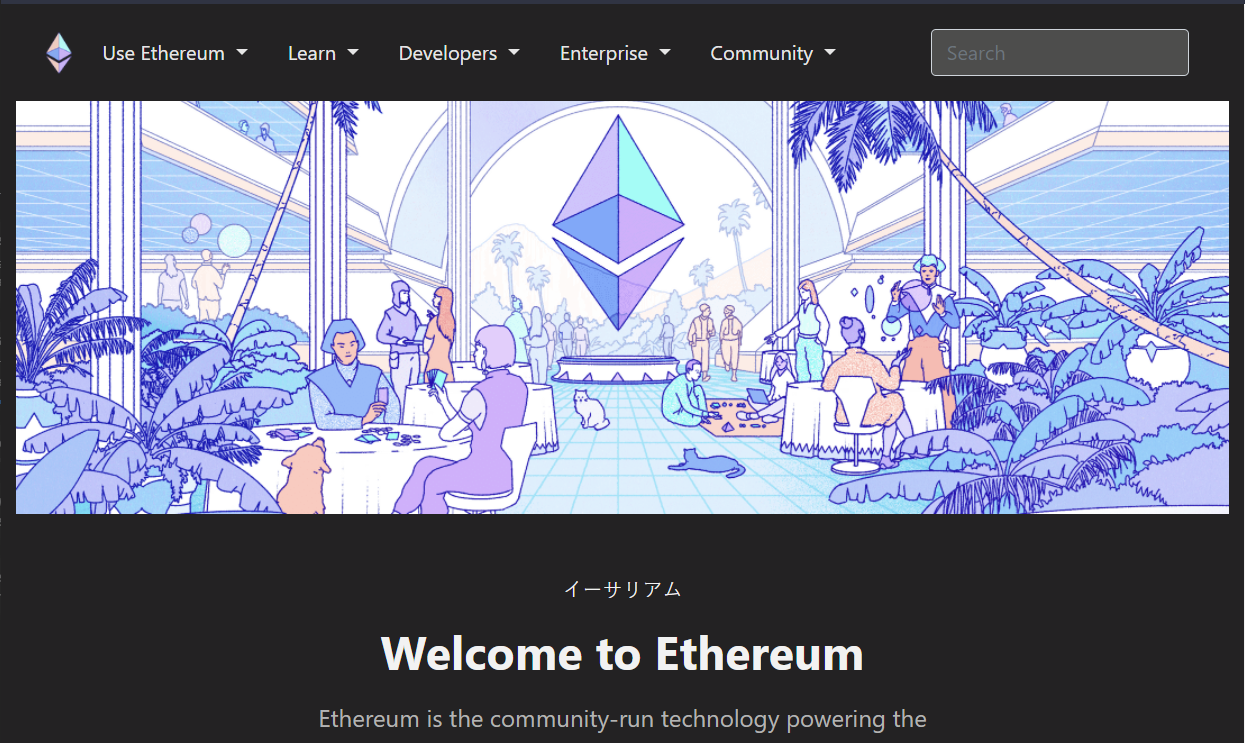 Use Ethereum Learn Developers Enterprise Community Search
イーサリアム
Welcome to Ethereum
Ethereum is the community-run technology powering the